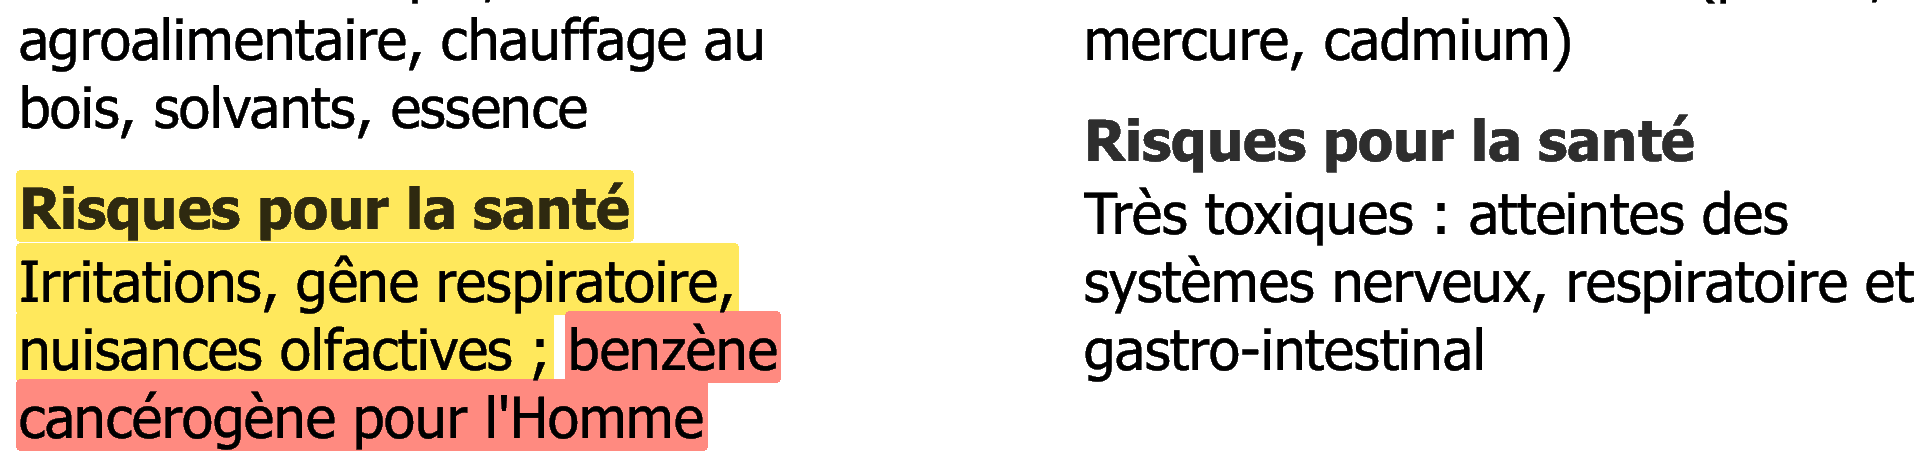 agroalimentaire, chauffage au
bois, solvants, essence
Risques pour la santé
Irritations, gêne respiratoire,
nuisances olfactives ; benzène
cancérogène pour l'Homme
mercure, cadmium)
Risques pour la santé
Très toxiques : atteintes des
systèmes nerveux, respiratoire et
gastro-intestinal